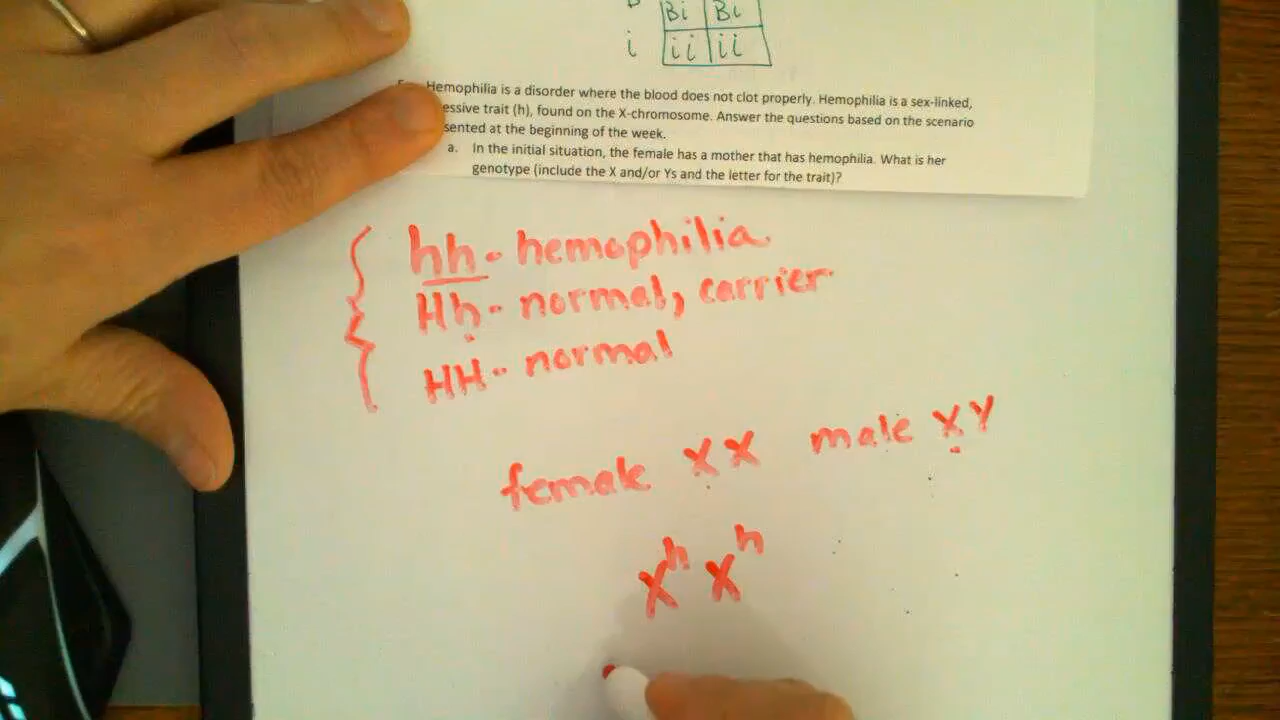 Bi Bi
i ii ii
Hemophilia is a disorder where the blood does not clot properly. Hemophilia is a sex-linked,
essive trait (h), found on the X-chromosome. Answer the questions based on the scenario
sented at the beginning of the week.
a. In the initial situation, the female has a mother that has hemophilia. What is her
genotype (include the X and/or Ys and the letter for the trait)?
hh - hemophilia
Hh - normal, carrier
HH - normal
female XX male XY
XʰXʰ